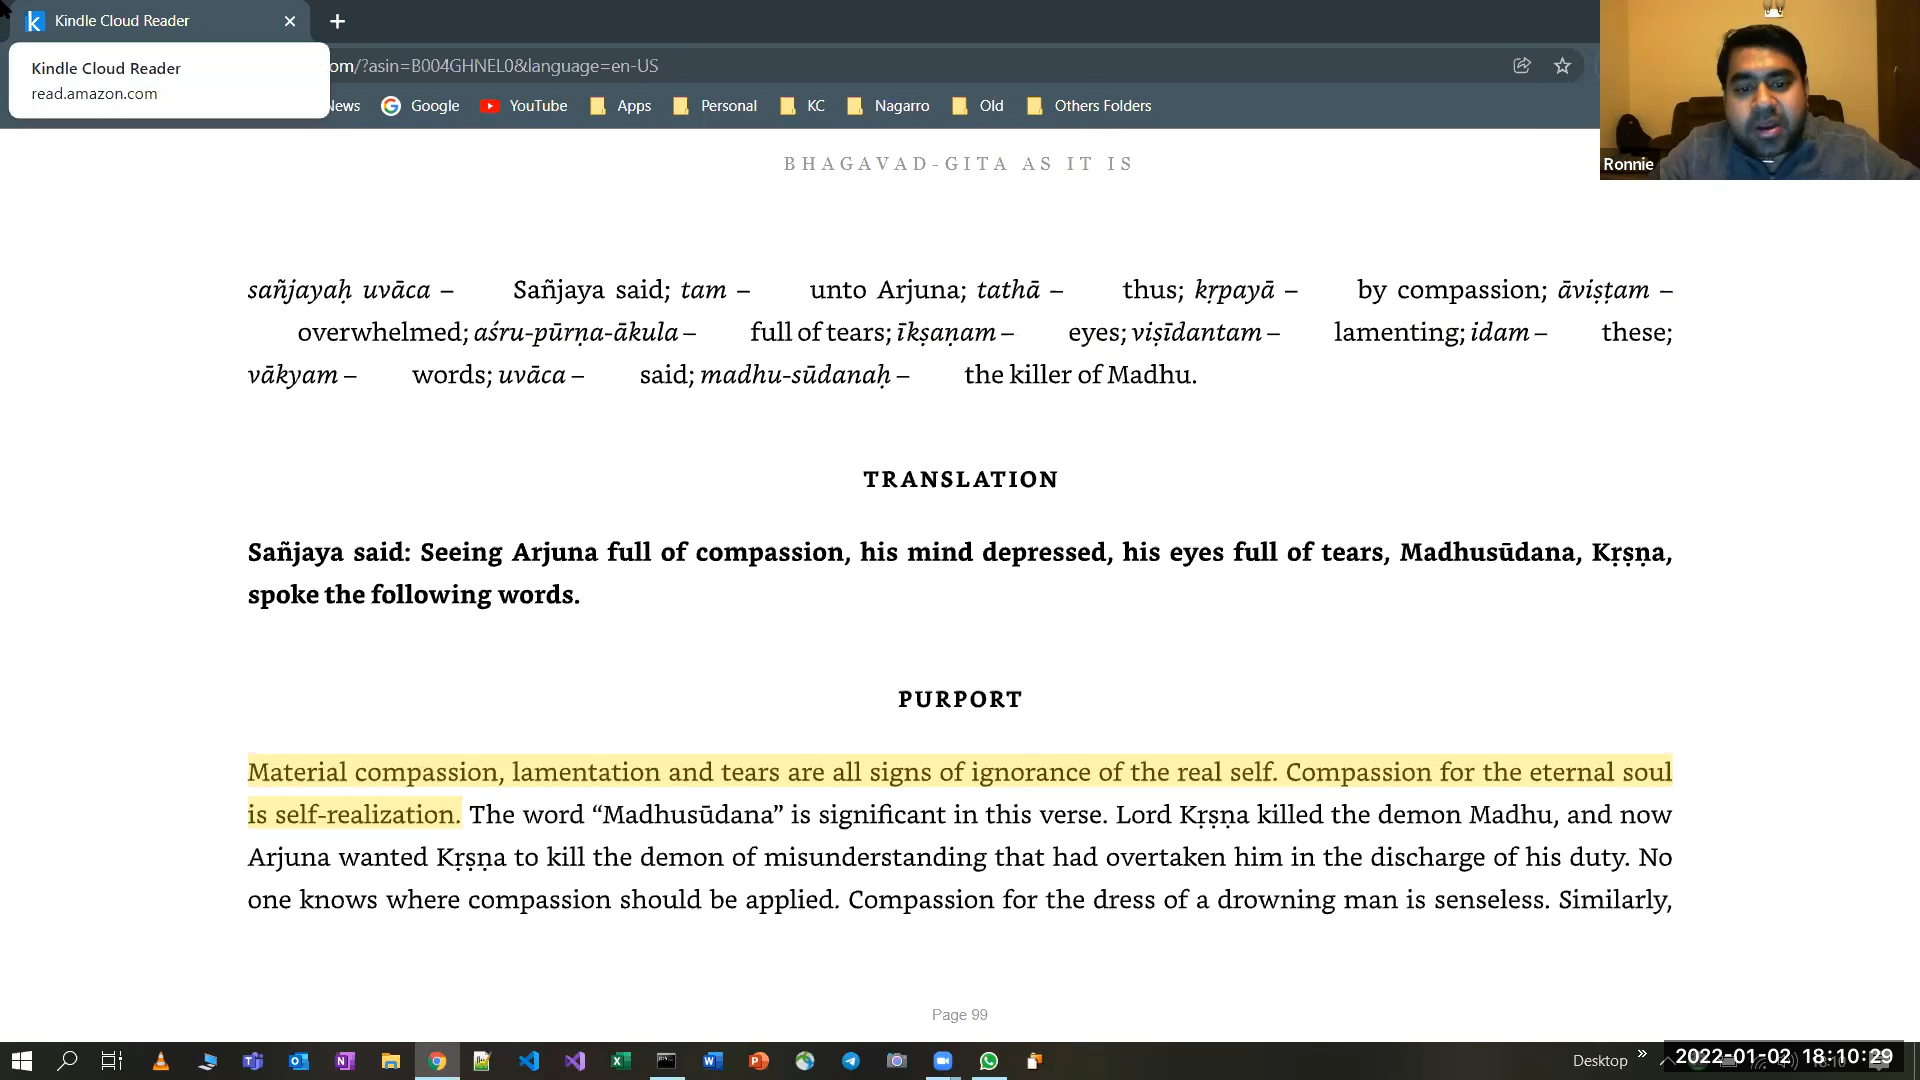 Kindle Cloud Reader
Kindle Cloud Reader
read.amazon.com
om/?asin=B004GHNEL0&language=en-US
News Google YouTube Apps Personal KC Nagarro Old Others Folders
Ronnie
BHAGAVAD-GITA AS IT IS
sañjayaḥ uvāca – Sañjaya said; tam – unto Arjuna; tathā – thus; kṛpayā – by compassion; āviṣṭam –
overwhelmed; aśru-pūrṇa-ākula – full of tears; īkṣaṇam – eyes; viṣīdantam – lamenting; idam – these;
vākyam – words; uvāca – said; madhu-sūdanaḥ – the killer of Madhu.
TRANSLATION
Sañjaya said: Seeing Arjuna full of compassion, his mind depressed, his eyes full of tears, Madhusūdana, Kṛṣṇa,
spoke the following words.
PURPORT
Material compassion, lamentation and tears are all signs of ignorance of the real self. Compassion for the eternal soul
is self-realization. The word “Madhusūdana” is significant in this verse. Lord Kṛṣṇa killed the demon Madhu, and now
Arjuna wanted Kṛṣṇa to kill the demon of misunderstanding that had overtaken him in the discharge of his duty. No
one knows where compassion should be applied. Compassion for the dress of a drowning man is senseless. Similarly,
Page 99
Desktop 2022-01-02 18:10:29